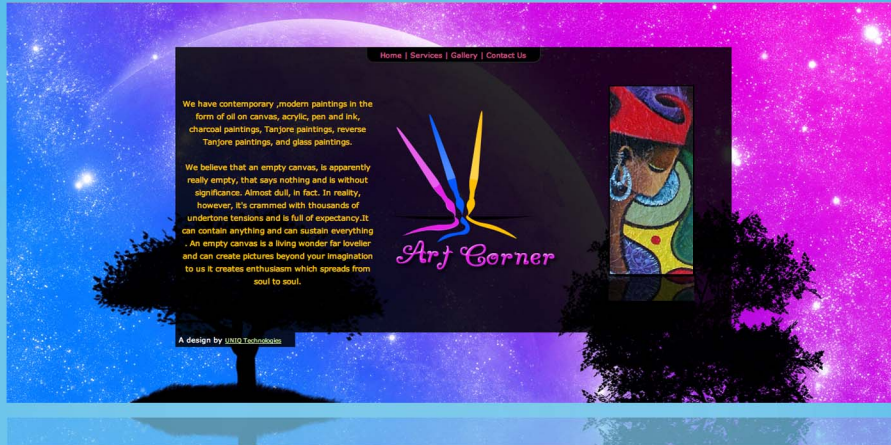 Home | Services | Gallery | Contact Us
We have contemporary ,modern paintings in the
form of oil on canvas, acrylic, pen and ink,
charcoal paintings, Tanjore paintings, reverse
Tanjore paintings, and glass paintings.
We believe that an empty canvas, is apparently
really empty, that says nothing and is without
significance. Almost dull, in fact. In reality,
however, it's crammed with thousands of
undertone tensions and is full of expectancy.It
can contain anything and can sustain everything
. An empty canvas is a living wonder far lovelier
and can create pictures beyond your imagination
to us it creates enthusiasm which spreads from
soul to soul.
Art Corner
A design by UNIQ Technologies